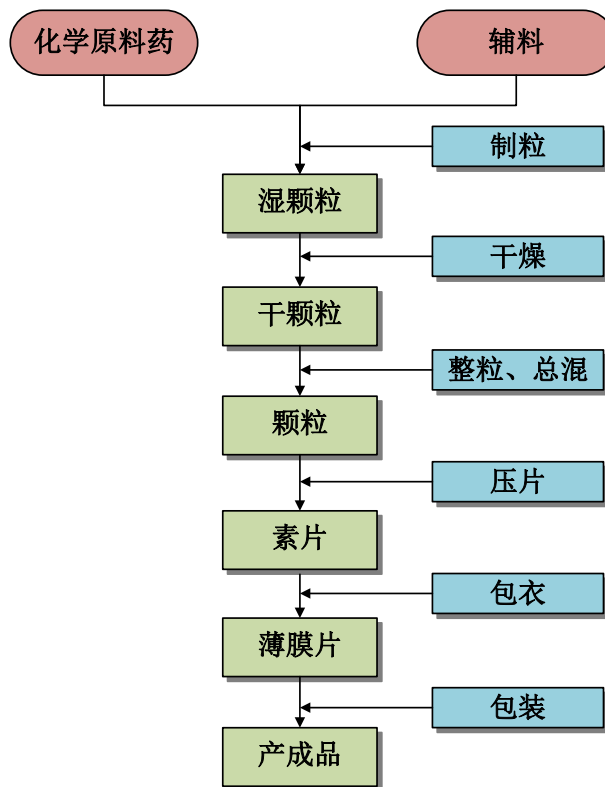 化学原料药
辅料
制粒
湿颗粒
干燥
干颗粒
整粒、总混
颗粒
压片
素片
包衣
薄膜片
包装
产成品